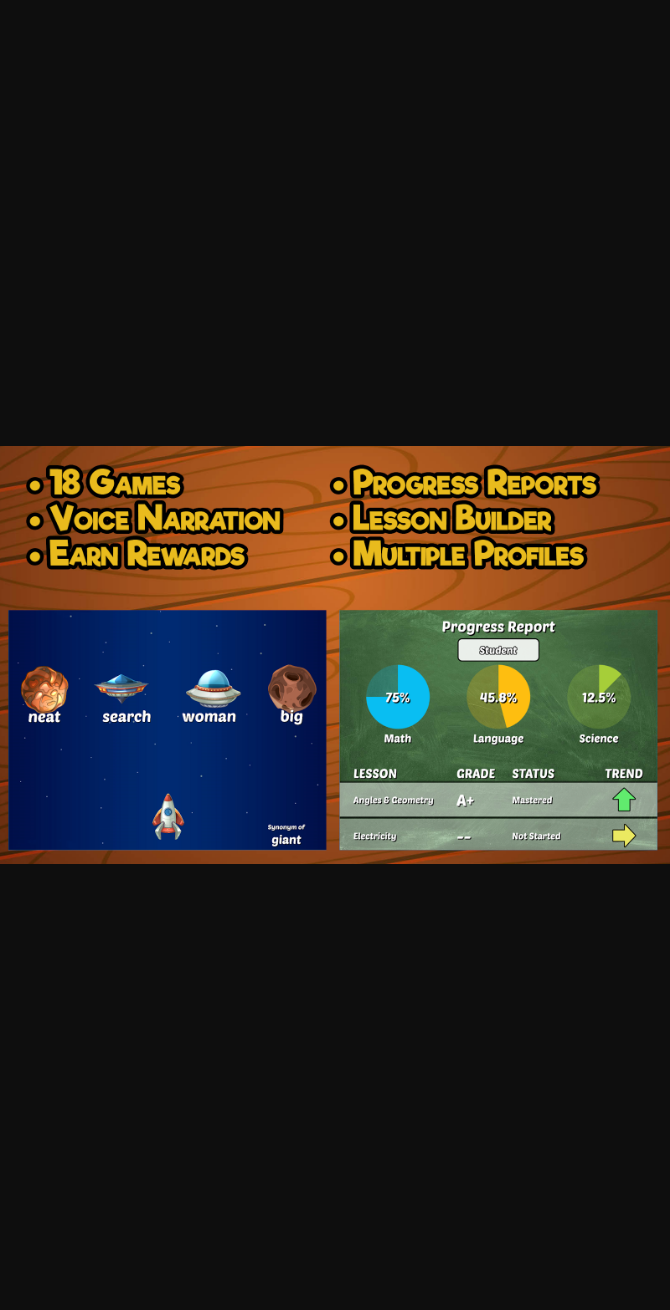 • 18 Games
• Voice Narration
• Earn Rewards
• Progress Reports
• Lesson Builder
• Multiple Profiles
neat search woman big
Synonym of
giant
Progress Report
Student
75% 45.8% 12.5%
Math Language Science
LESSON GRADE STATUS TREND
Angles & Geometry A+ Mastered
Electricity -- Not Started